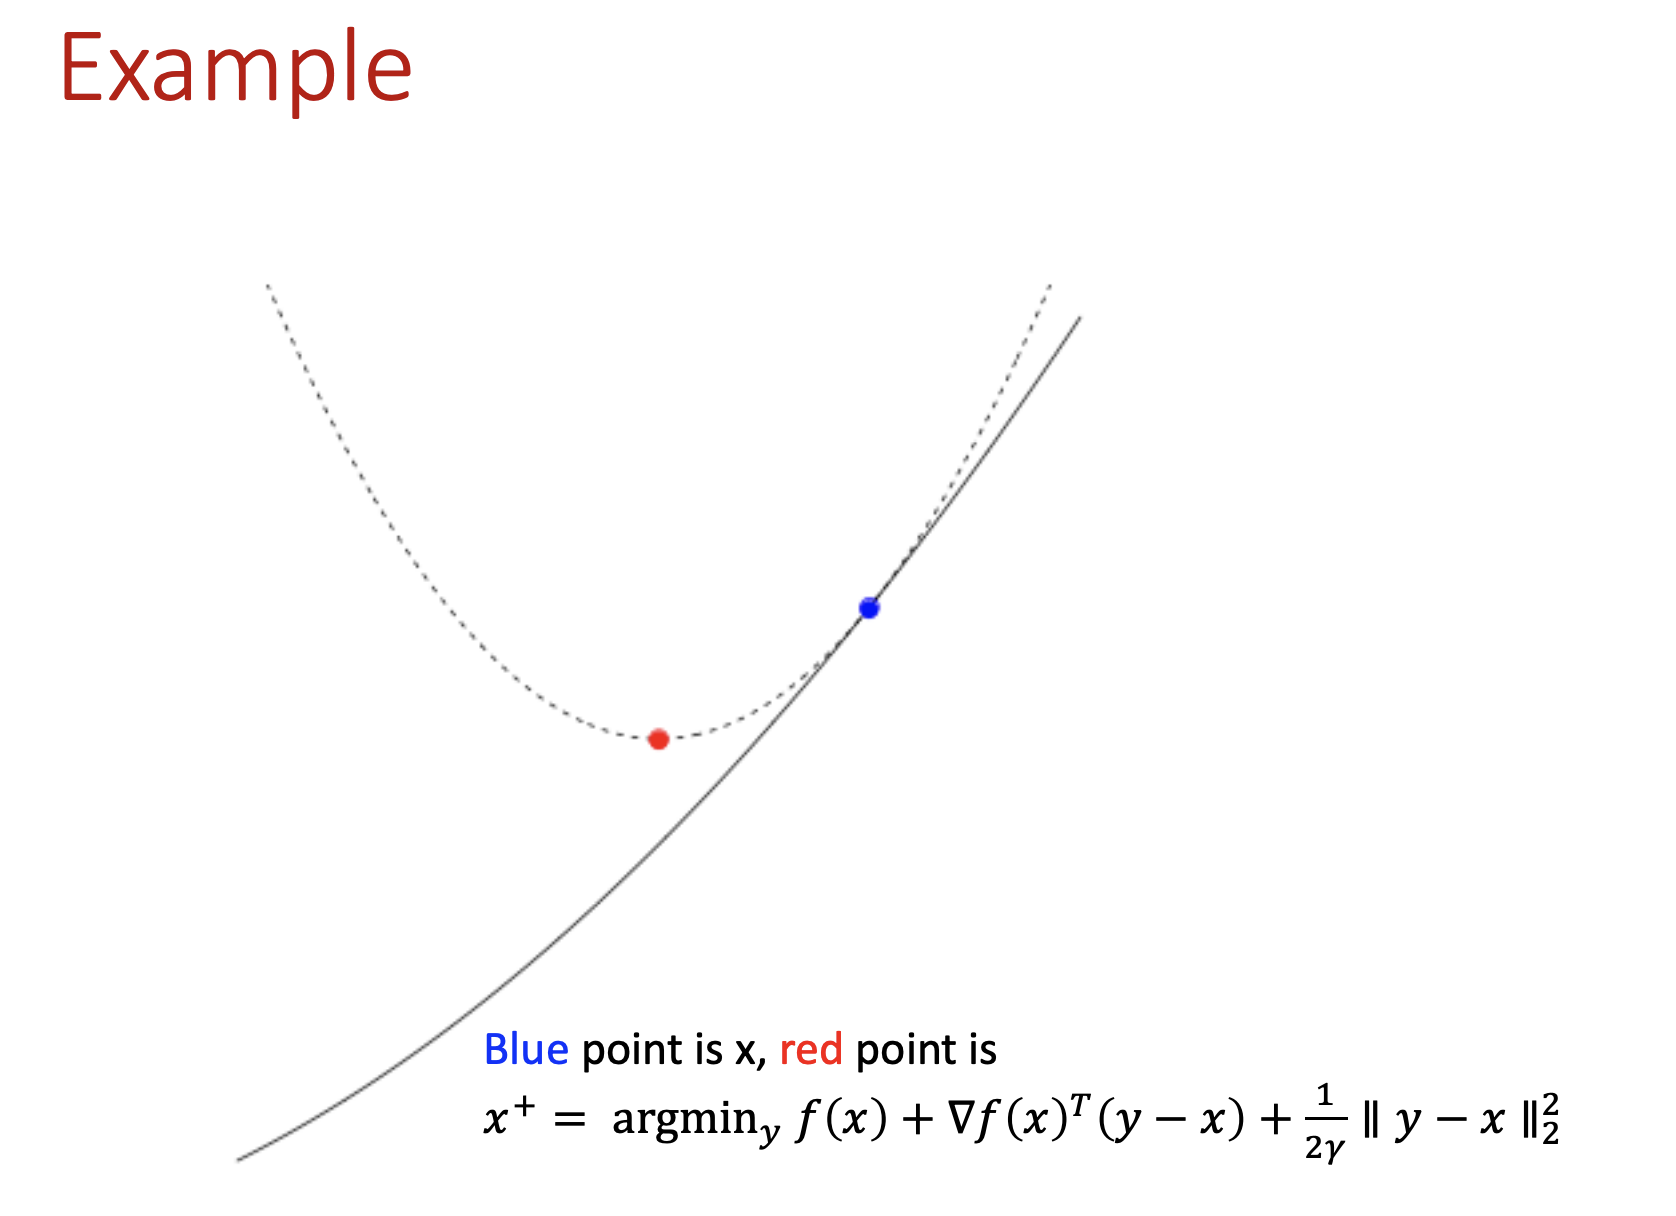 Example
Blue point is x, red point is
x⁺ = argmin_y f(x) + ∇f(x)ᵀ(y − x) + 1/2γ ‖ y − x ‖₂²